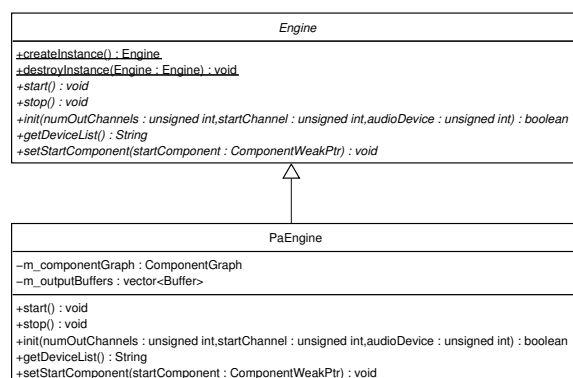 Engine
+createInstance() : Engine
+destroyInstance(Engine : Engine) : void
+start() : void
+stop() : void
+init(numOutChannels : unsigned int,startChannel : unsigned int,audioDevice : unsigned int) : boolean
+getDeviceList() : String
+setStartComponent(startComponent : ComponentWeakPtr) : void
PaEngine
−m_componentGraph : ComponentGraph
−m_outputBuffers : vector<Buffer>
+start() : void
+stop() : void
+init(numOutChannels : unsigned int,startChannel : unsigned int,audioDevice : unsigned int) : boolean
+getDeviceList() : String
+setStartComponent(startComponent : ComponentWeakPtr) : void